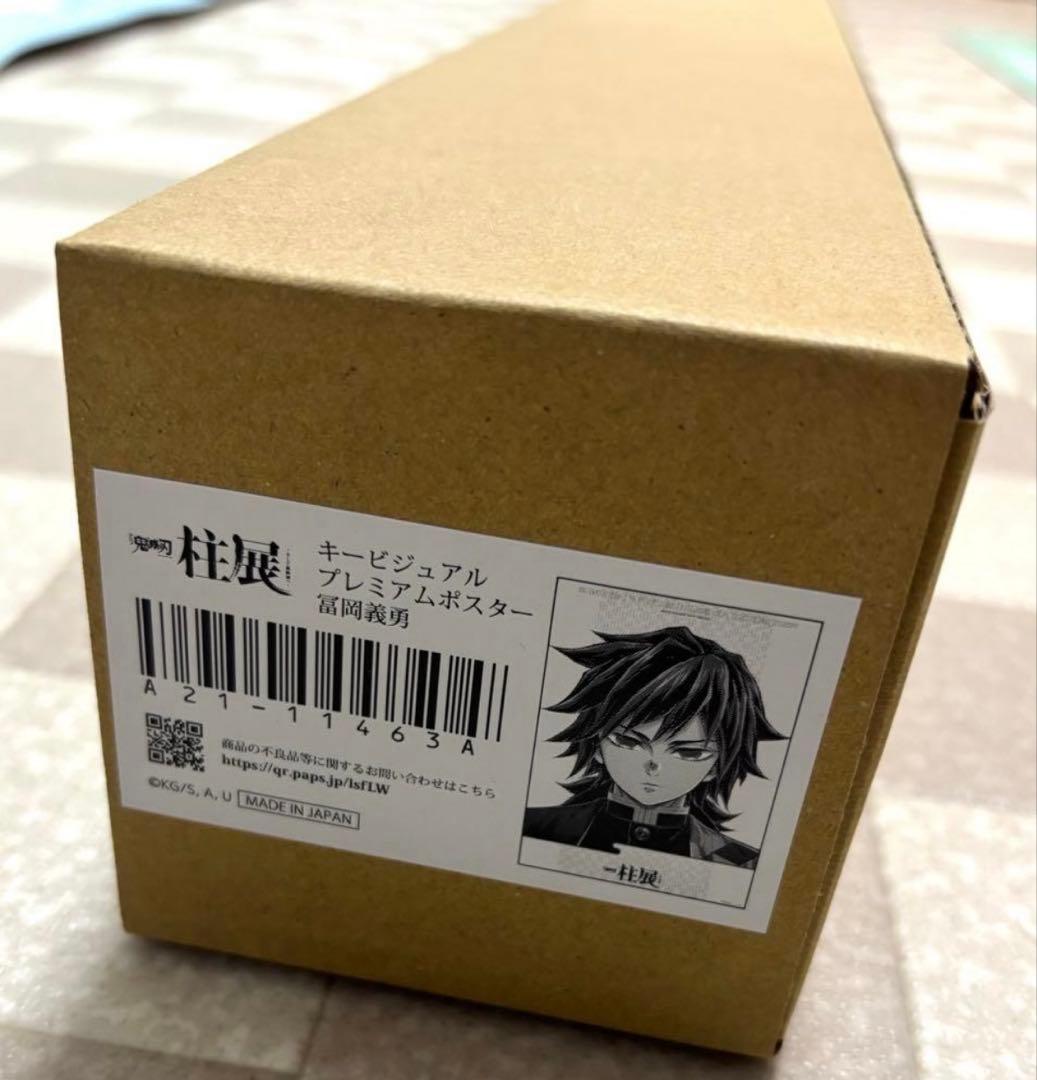 鬼滅の刃 柱展
キービジュアル
プレミアムポスター
冨岡義勇
A21-11463A
商品の不良品等に関するお問い合わせはこちら
https://qr.paps.jp/lsfLW
©KG/S, A, U MADE IN JAPAN
柱展